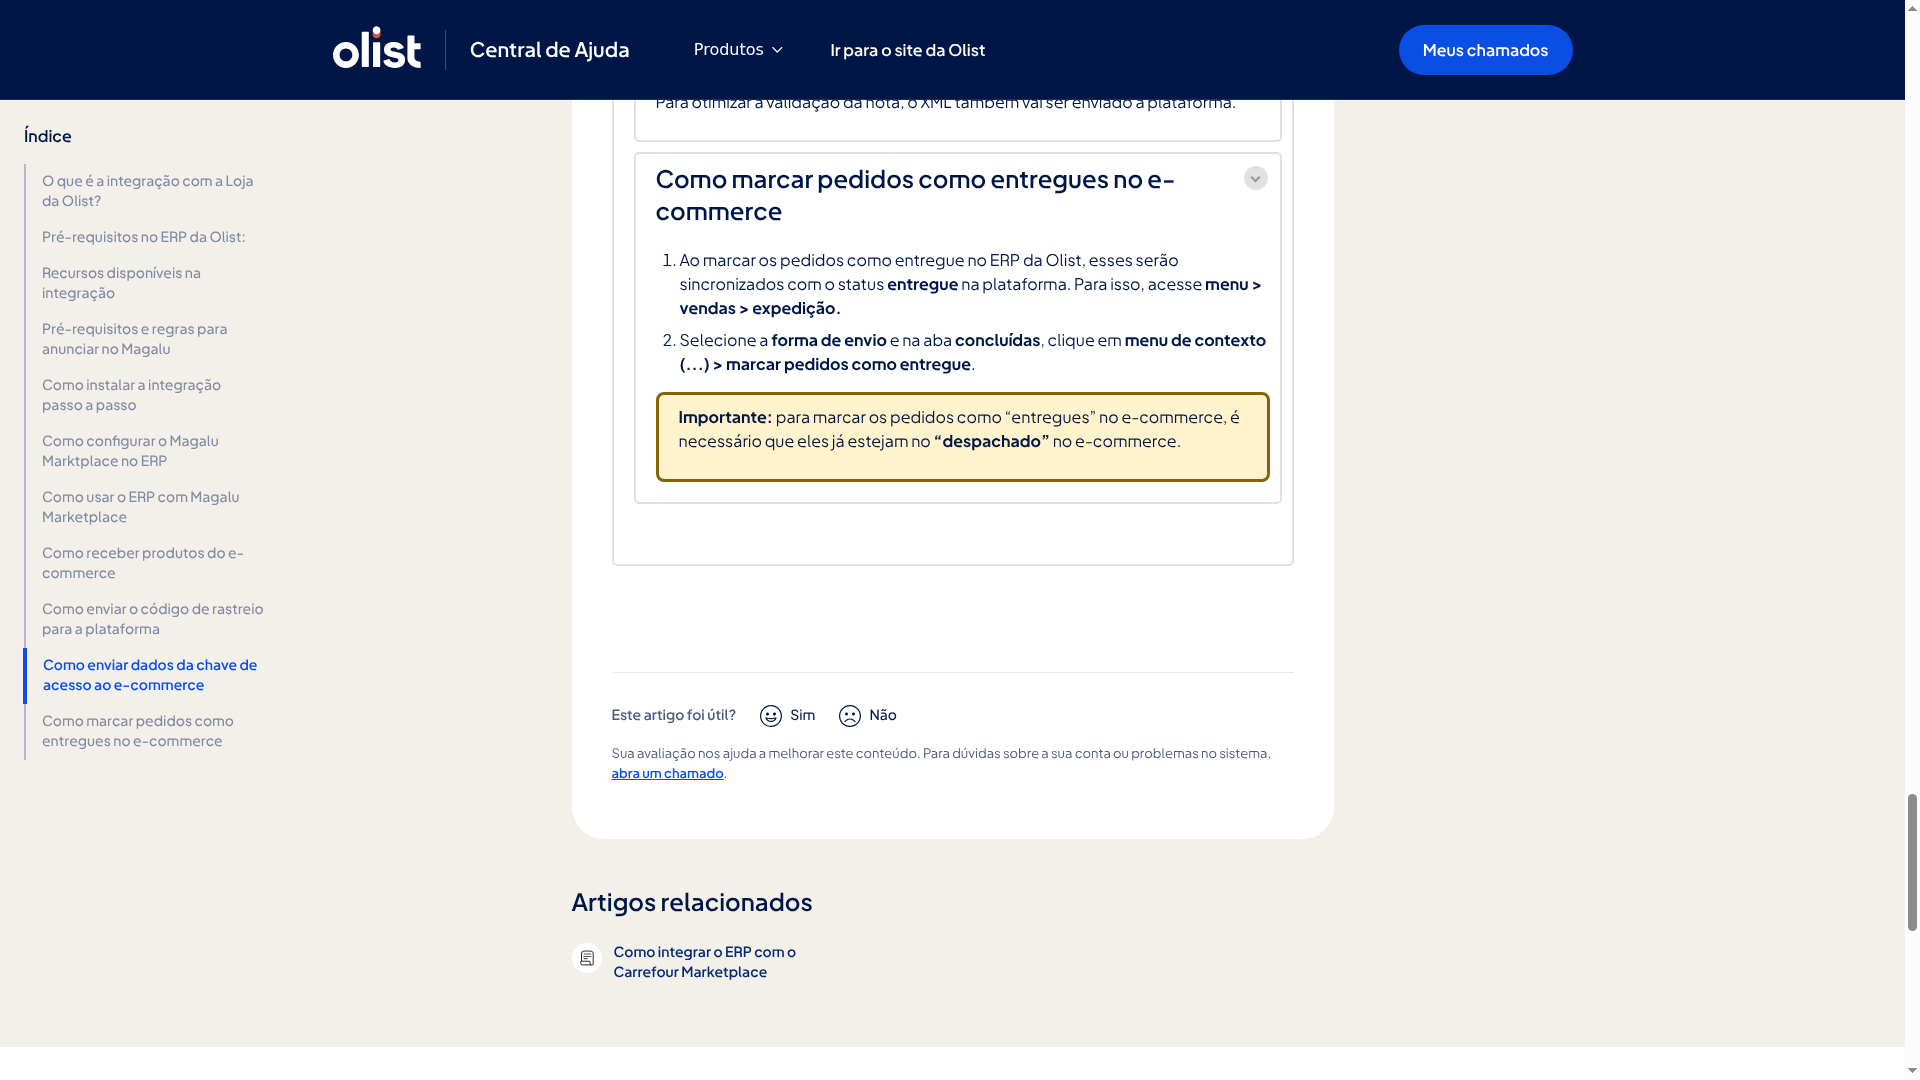 olist
Central de Ajuda
Produtos
Ir para o site da Olist
Meus chamados
Índice
O que é a integração com a Loja
da Olist?
Pré-requisitos no ERP da Olist:
Recursos disponíveis na
integração
Pré-requisitos e regras para
anunciar no Magalu
Como instalar a integração
passo a passo
Como configurar o Magalu
Marktplace no ERP
Como usar o ERP com Magalu
Marketplace
Como receber produtos do e-
commerce
Como enviar o código de rastreio
para a plataforma
Como enviar dados da chave de
acesso ao e-commerce
Como marcar pedidos como
entregues no e-commerce
Para otimizar a validação da nota, o XML também vai ser enviado a plataforma.
Como marcar pedidos como entregues no e-
commerce
1. Ao marcar os pedidos como entregue no ERP da Olist, esses serão
sincronizados com o status entregue na plataforma. Para isso, acesse menu >
vendas > expedição.
2. Selecione a forma de envio e na aba concluídas, clique em menu de contexto
(...) > marcar pedidos como entregue.
Importante: para marcar os pedidos como “entregues” no e-commerce, é
necessário que eles já estejam no “despachado” no e-commerce.
Este artigo foi útil?
Sim
Não
Sua avaliação nos ajuda a melhorar este conteúdo. Para dúvidas sobre a sua conta ou problemas no sistema,
abra um chamado.
Artigos relacionados
Como integrar o ERP com o
Carrefour Marketplace